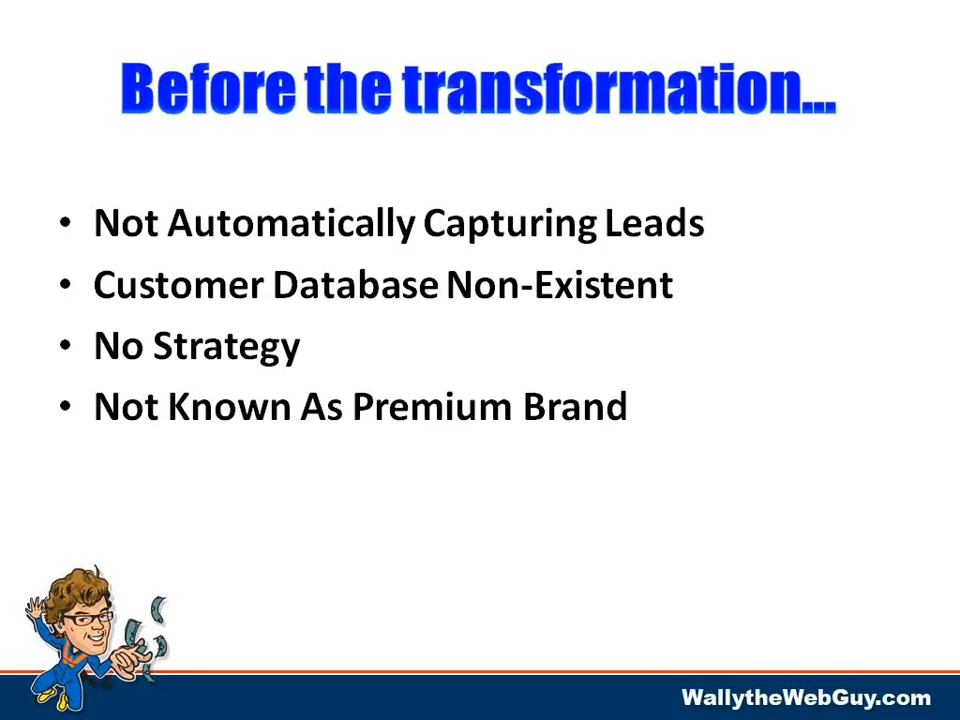 Before the transformation...
• Not Automatically Capturing Leads
• Customer Database Non-Existent
• No Strategy
• Not Known As Premium Brand
WallytheWebGuy.com